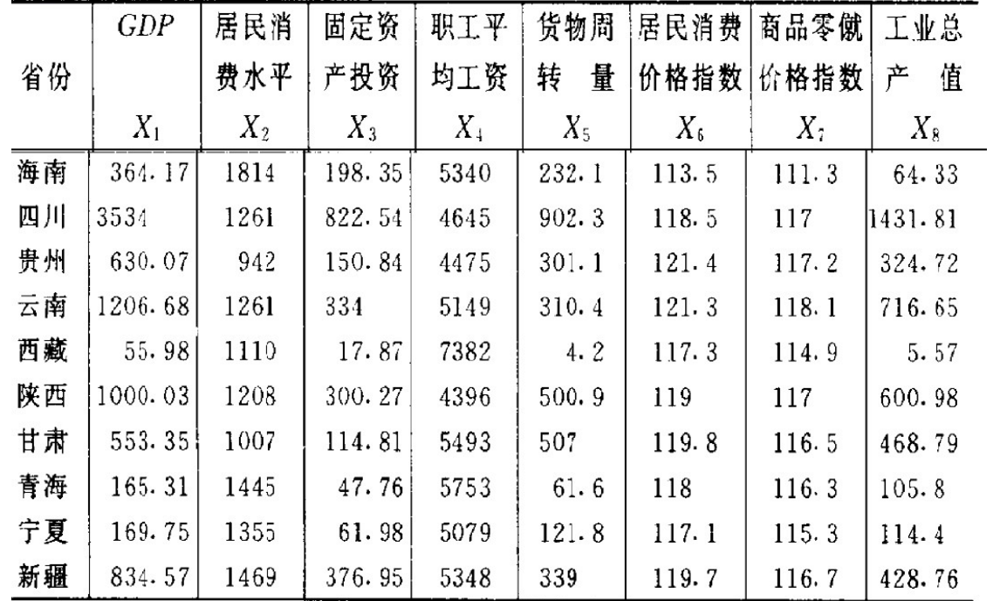 GDP 居民消 固定资 职工平 货物周 居民消费 商品零售 工业总
省份 费水平 产投资 均工资 转 量 价格指数 价格指数 产 值
X₁ X₂ X₃ X₄ X₅ X₆ X₇ X₈
海南 364.17 1814 198.35 5340 232.1 113.5 111.3 64.33
四川 3534 1261 822.54 4645 902.3 118.5 117 1431.81
贵州 630.07 942 150.84 4475 301.1 121.4 117.2 324.72
云南 1206.68 1261 334 5149 310.4 121.3 118.1 716.65
西藏 55.98 1110 17.87 7382 4.2 117.3 114.9 5.57
陕西 1000.03 1208 300.27 4396 500.9 119 117 600.98
甘肃 553.35 1007 114.81 5493 507 119.8 116.5 468.79
青海 165.31 1445 47.76 5753 61.6 118 116.3 105.8
宁夏 169.75 1355 61.98 5079 121.8 117.1 115.3 114.4
新疆 834.57 1469 376.95 5348 339 119.7 116.7 428.76